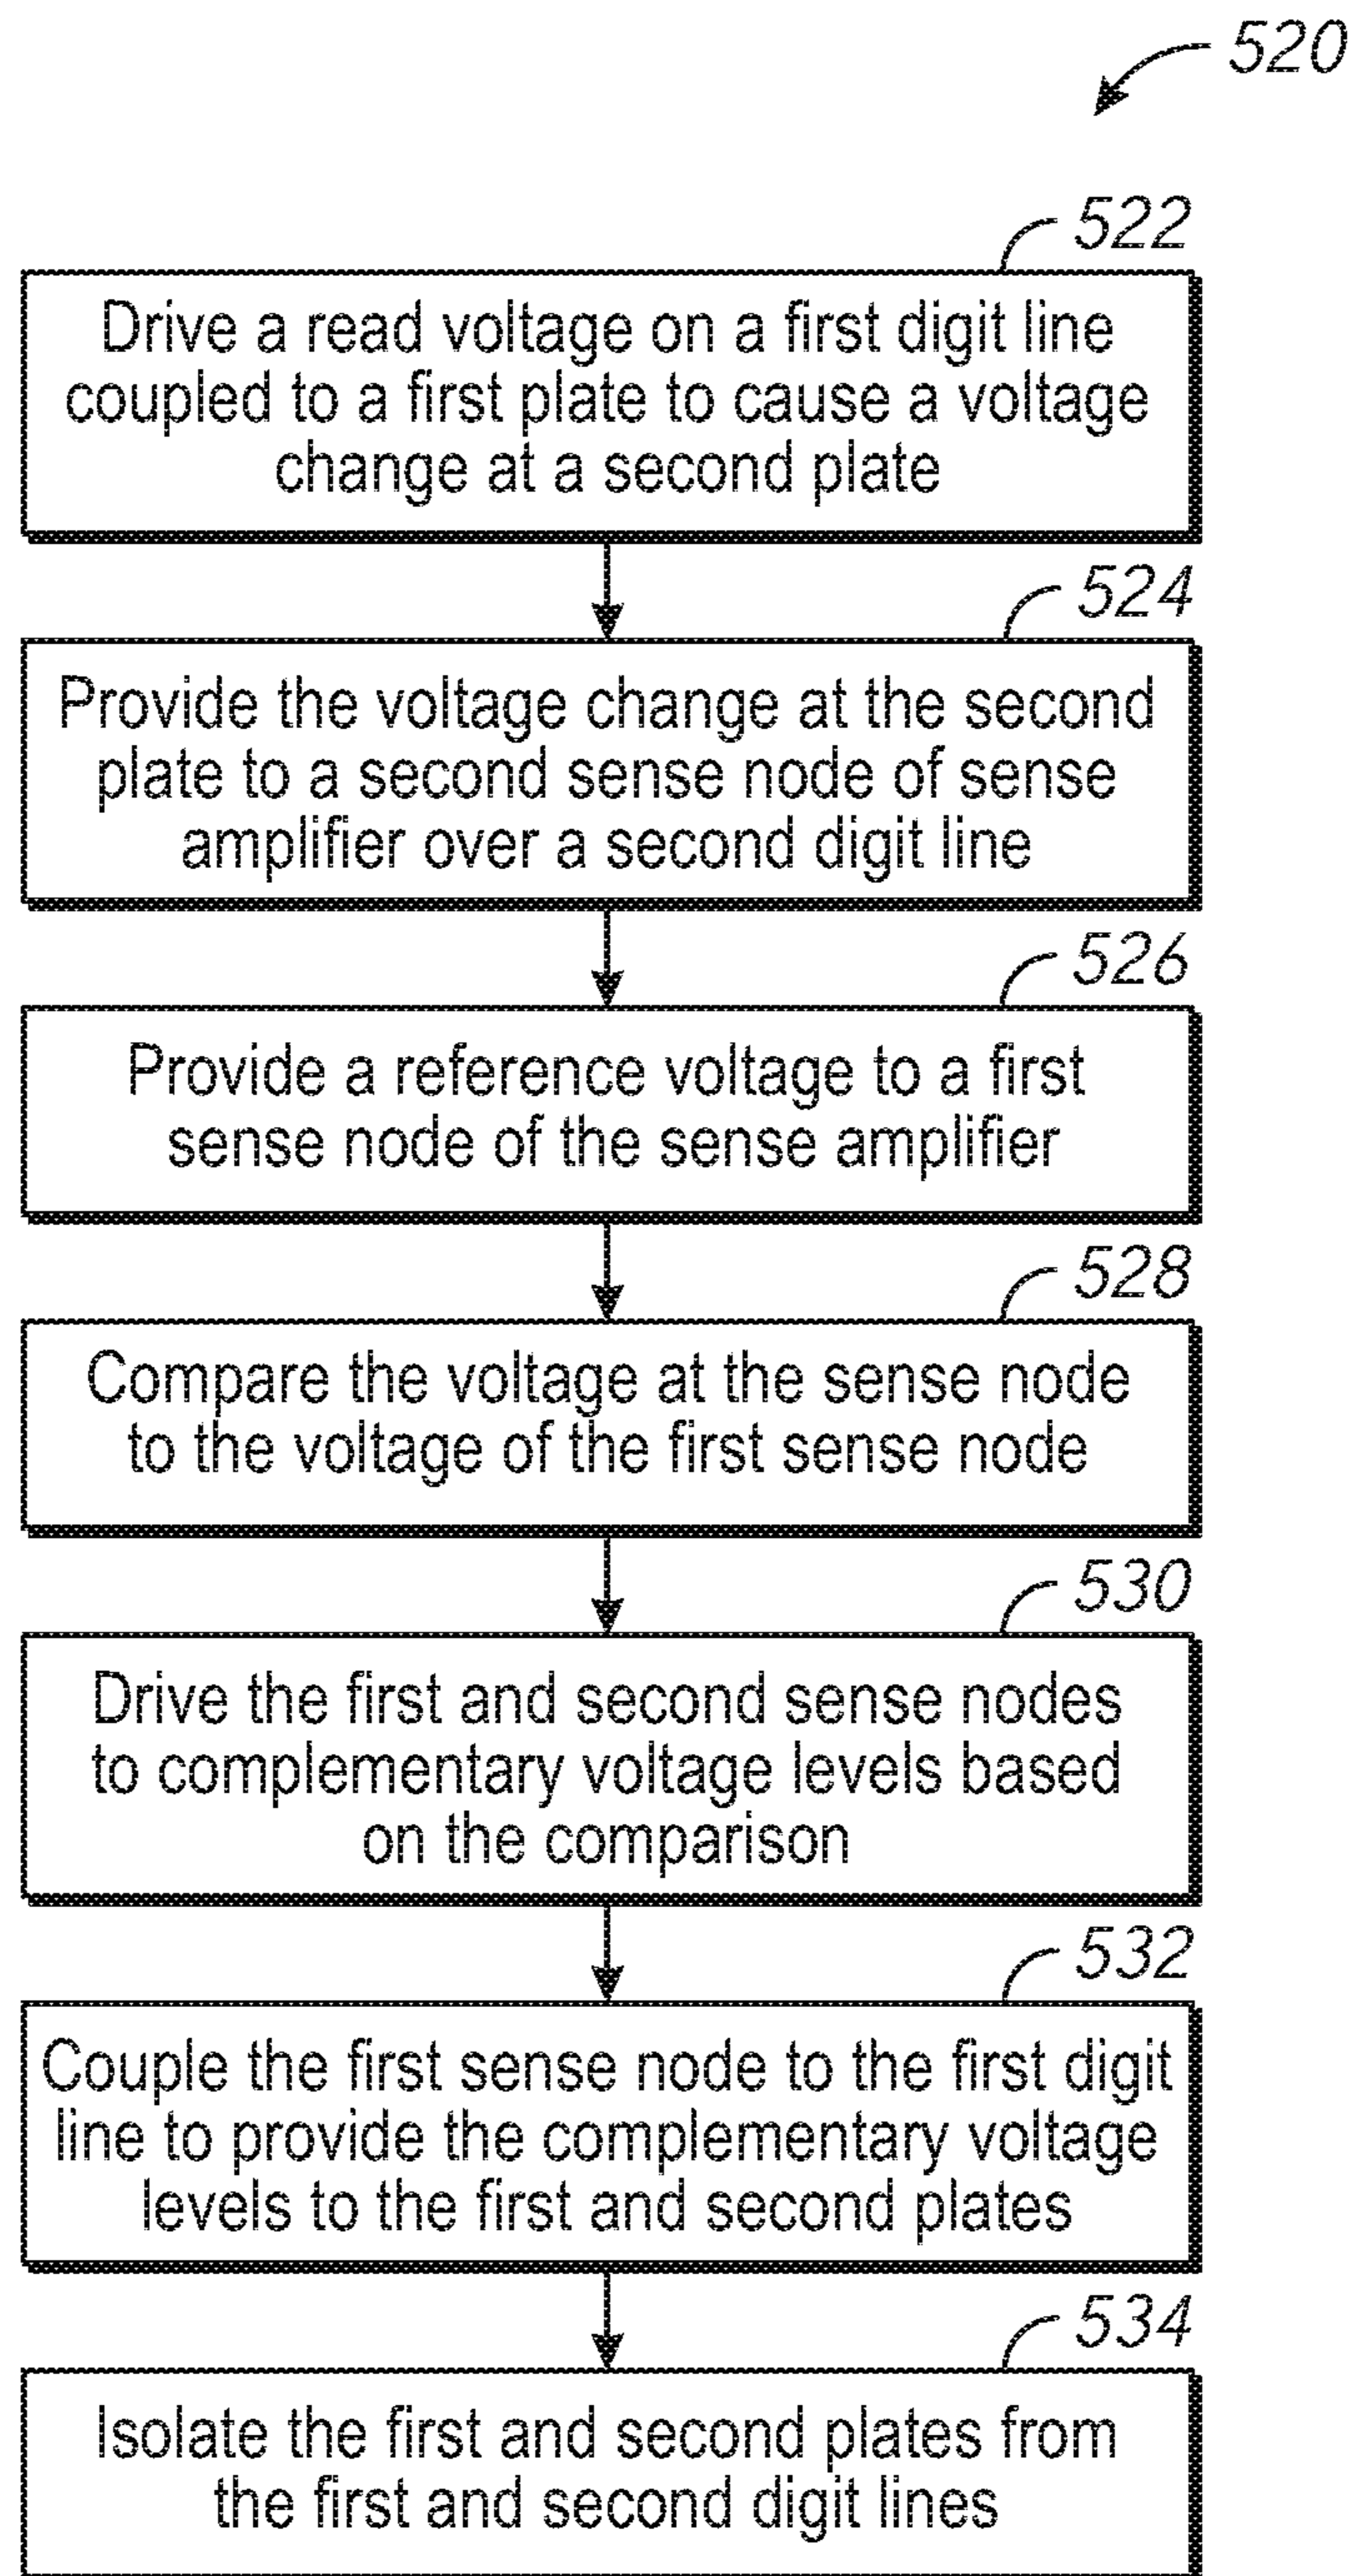 520
522
Drive a read voltage on a first digit line
coupled to a first plate to cause a voltage
change at a second plate
524
Provide the voltage change at the second
plate to a second sense node of sense
amplifier over a second digit line
526
Provide a reference voltage to a first
sense node of the sense amplifier
528
Compare the voltage at the sense node
to the voltage of the first sense node
530
Drive the first and second sense nodes
to complementary voltage levels based
on the comparison
532
Couple the first sense node to the first digit
line to provide the complementary voltage
levels to the first and second plates
534
Isolate the first and second plates from
the first and second digit lines